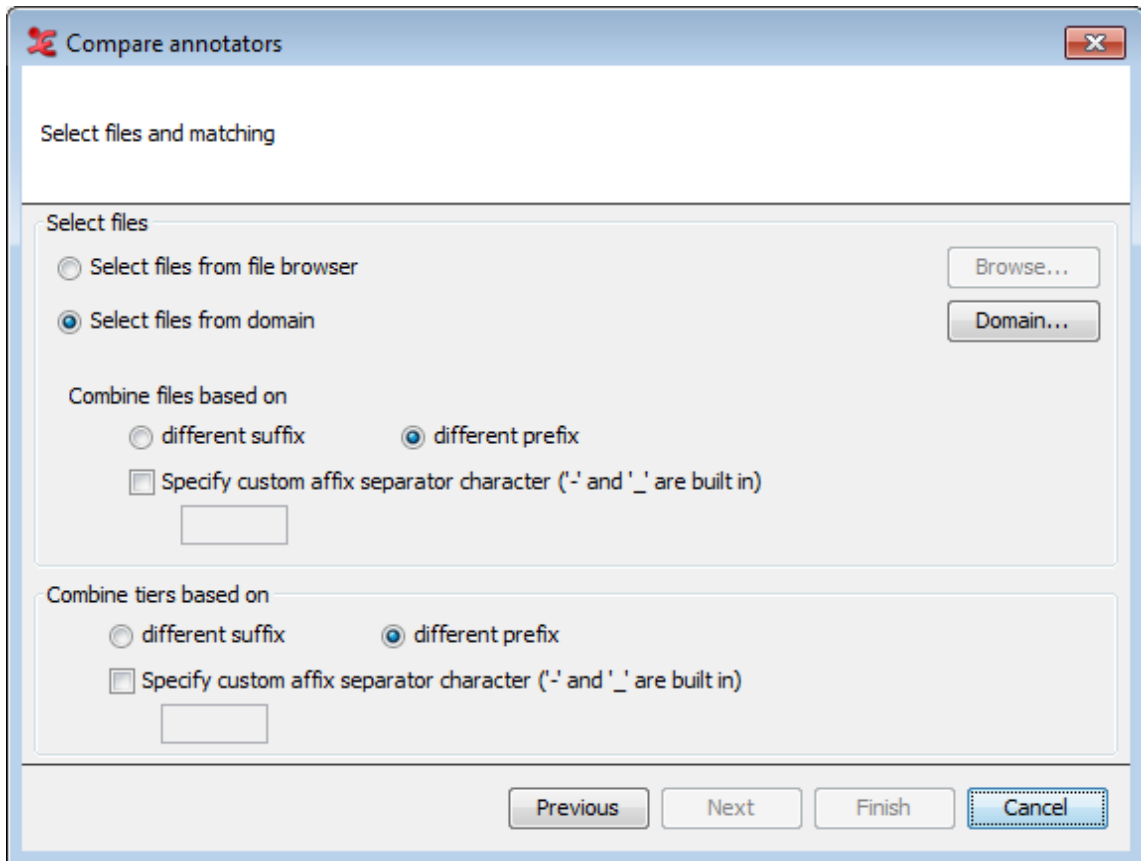 Compare annotators
Select files and matching
Select files
Select files from file browser
Browse...
Select files from domain
Domain...
Combine files based on
different suffix
different prefix
Specify custom affix separator character ('-' and '_' are built in)
Combine tiers based on
different suffix
different prefix
Specify custom affix separator character ('-' and '_' are built in)
Previous
Next
Finish
Cancel